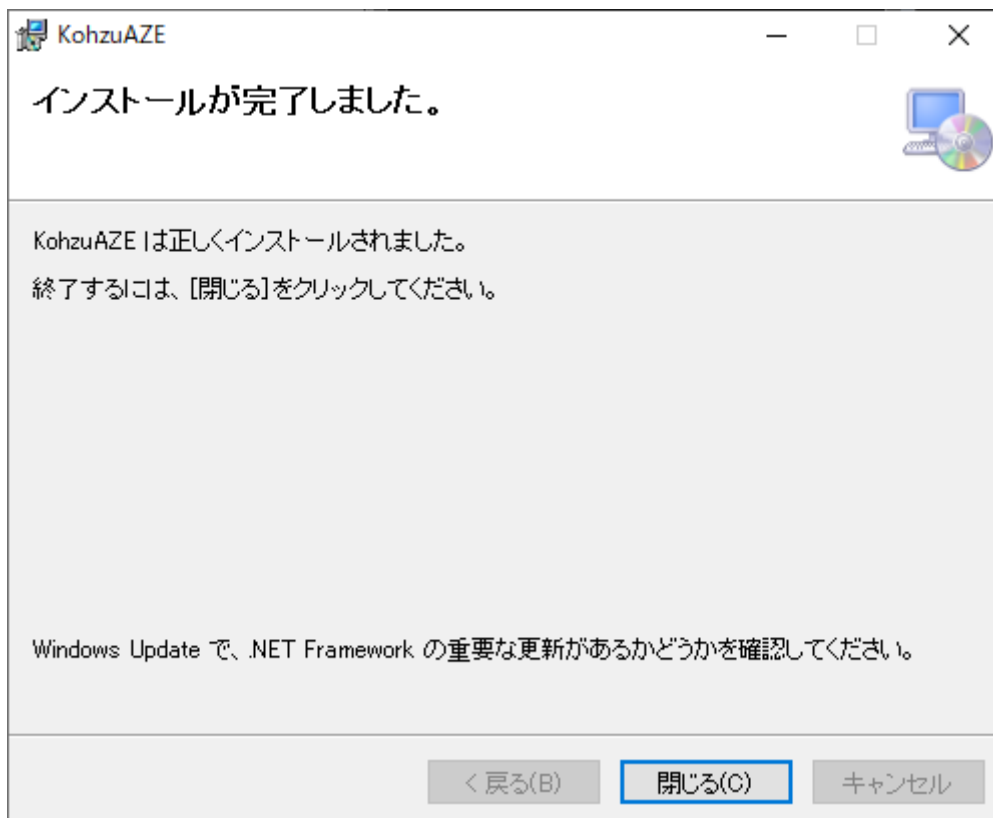 KohzuAZE
インストールが完了しました。
KohzuAZE は正しくインストールされました。
終了するには、[閉じる]をクリックしてください。
Windows Update で、.NET Framework の重要な更新があるかどうかを確認してください。
< 戻る(B)
閉じる(C)
キャンセル